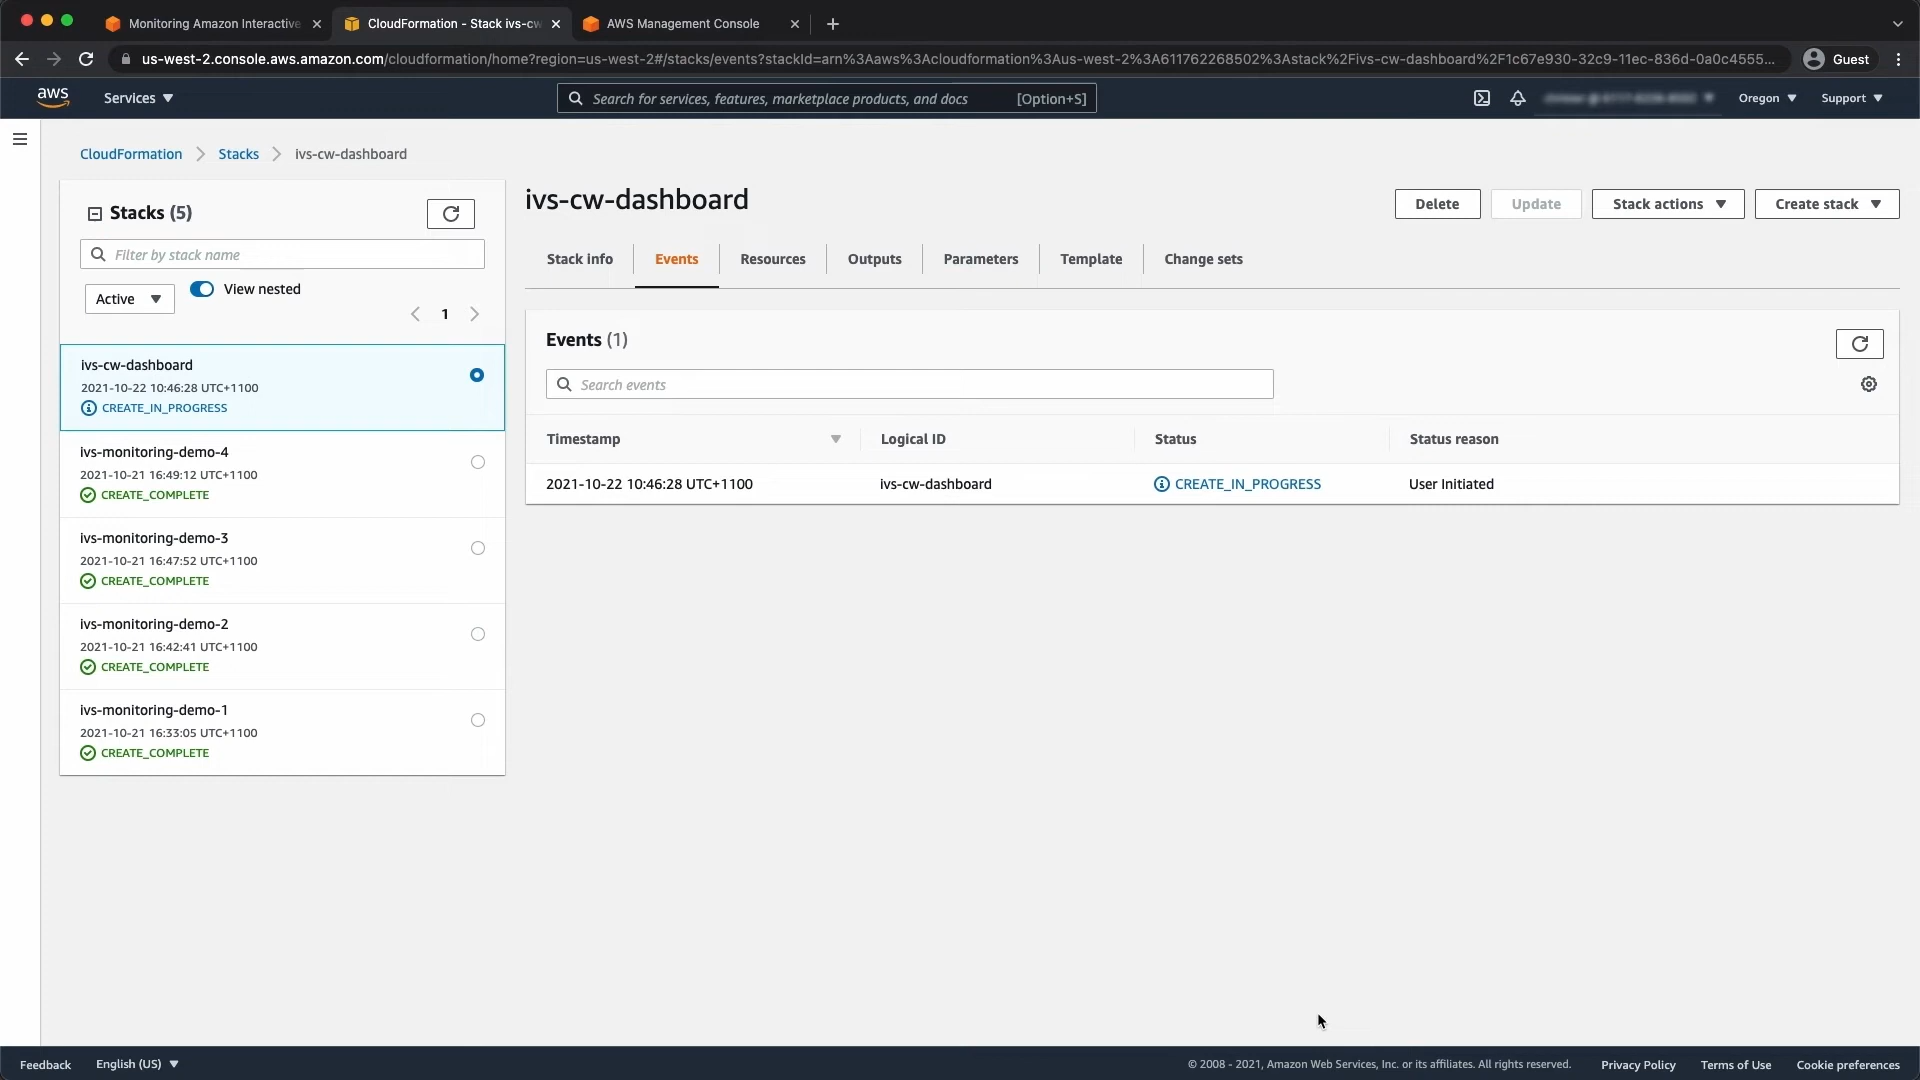 Monitoring Amazon Interactive
CloudFormation - Stack ivs-cw
AWS Management Console
us-west-2.console.aws.amazon.com/cloudformation/home?region=us-west-2#/stacks/events?stackId=arn%3Aaws%3Acloudformation%3Aus-west-2%3A611762268502%3Astack%2Fivs-cw-dashboard%2F1c67e930-32c9-11ec-836d-0a0c4555...
Guest
aws
Services
Search for services, features, marketplace products, and docs [Option+S]
Oregon
Support
CloudFormation
Stacks
ivs-cw-dashboard
Stacks (5)
Filter by stack name
Active
View nested
1
ivs-cw-dashboard
2021-10-22 10:46:28 UTC+1100
CREATE_IN_PROGRESS
ivs-monitoring-demo-4
2021-10-21 16:49:12 UTC+1100
CREATE_COMPLETE
ivs-monitoring-demo-3
2021-10-21 16:47:52 UTC+1100
CREATE_COMPLETE
ivs-monitoring-demo-2
2021-10-21 16:42:41 UTC+1100
CREATE_COMPLETE
ivs-monitoring-demo-1
2021-10-21 16:33:05 UTC+1100
CREATE_COMPLETE
ivs-cw-dashboard
Delete
Update
Stack actions
Create stack
Stack info
Events
Resources
Outputs
Parameters
Template
Change sets
Events (1)
Search events
Timestamp
Logical ID
Status
Status reason
2021-10-22 10:46:28 UTC+1100
ivs-cw-dashboard
CREATE_IN_PROGRESS
User Initiated
Feedback
English (US)
© 2008 - 2021, Amazon Web Services, Inc. or its affiliates. All rights reserved.
Privacy Policy
Terms of Use
Cookie preferences